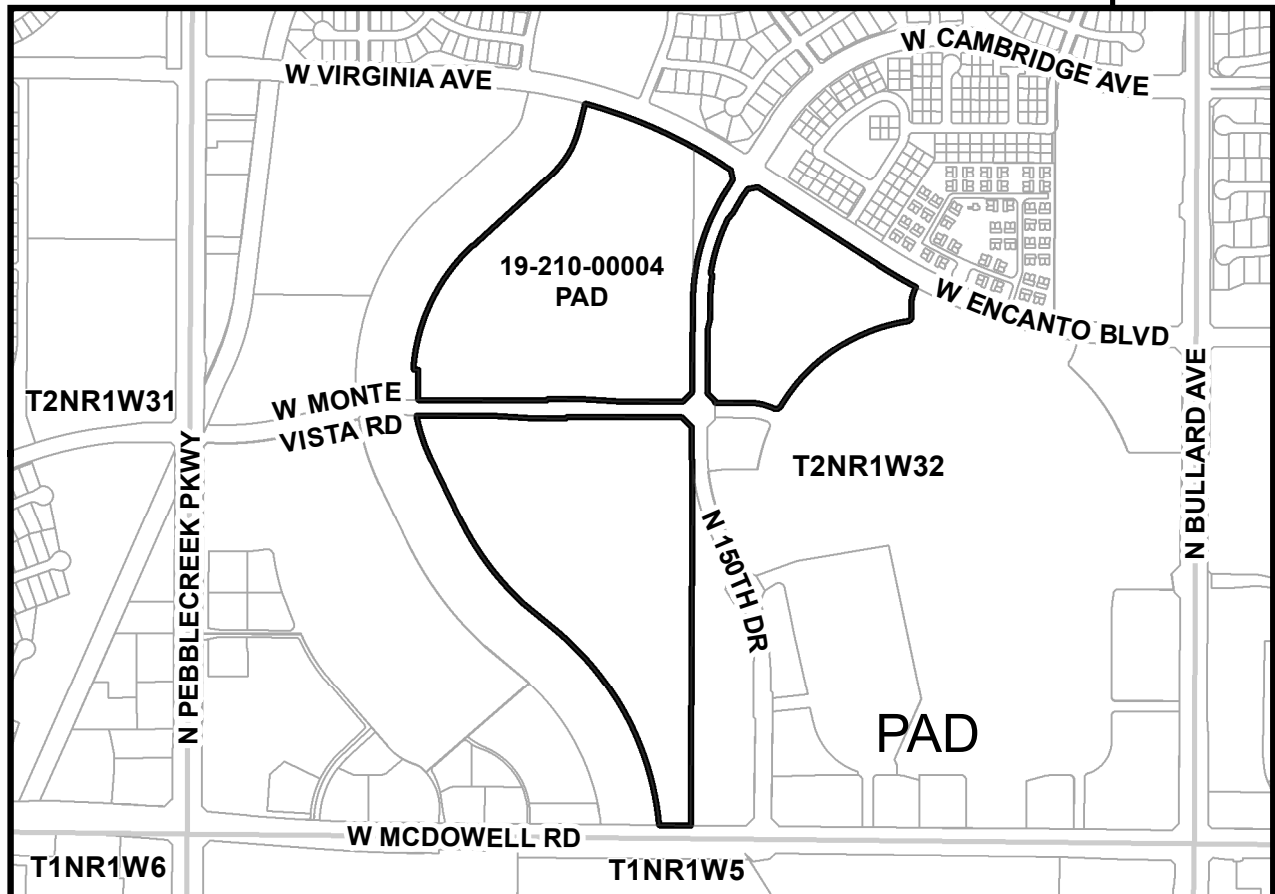 W CAMBRIDGE AVE
W VIRGINIA AVE
19-210-00004
PAD
W ENCANTO BLVD
T2NR1W31
W MONTE
VISTA RD
N BULLARD AVE
T2NR1W32
N PEBBLECREEK PKWY
N 150TH DR
PAD
W MCDOWELL RD
T1NR1W6
T1NR1W5